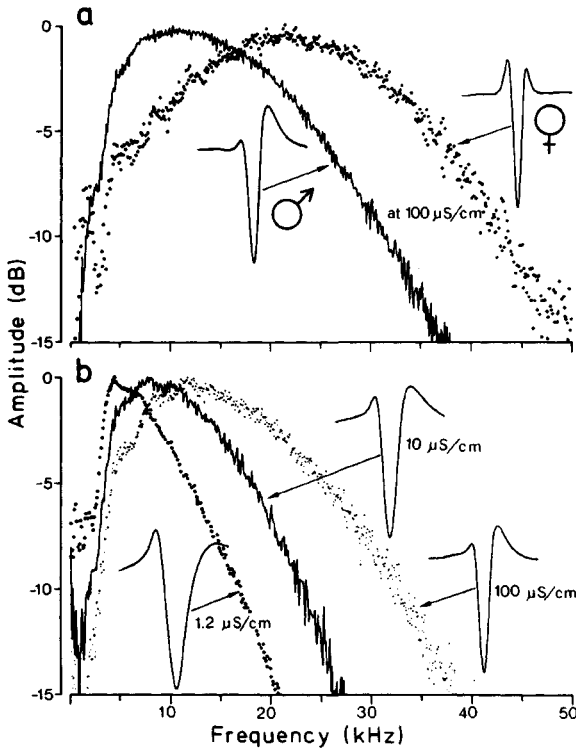 a
0
-5
-10
-15
♀
♂
at 100 µS/cm
b
0
-5
-10
-15
10 µS/cm
100 µS/cm
1.2 µS/cm
Amplitude (dB)
10 20 30 40 50
Frequency (kHz)